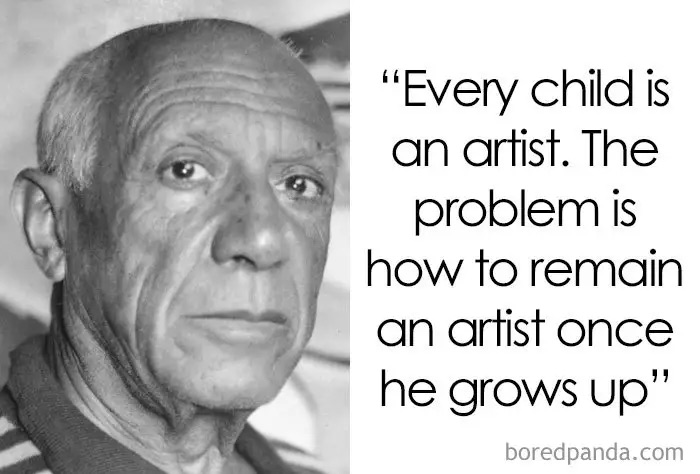 “Every child is
an artist. The
problem is
how to remain
an artist once
he grows up”
boredpanda.com